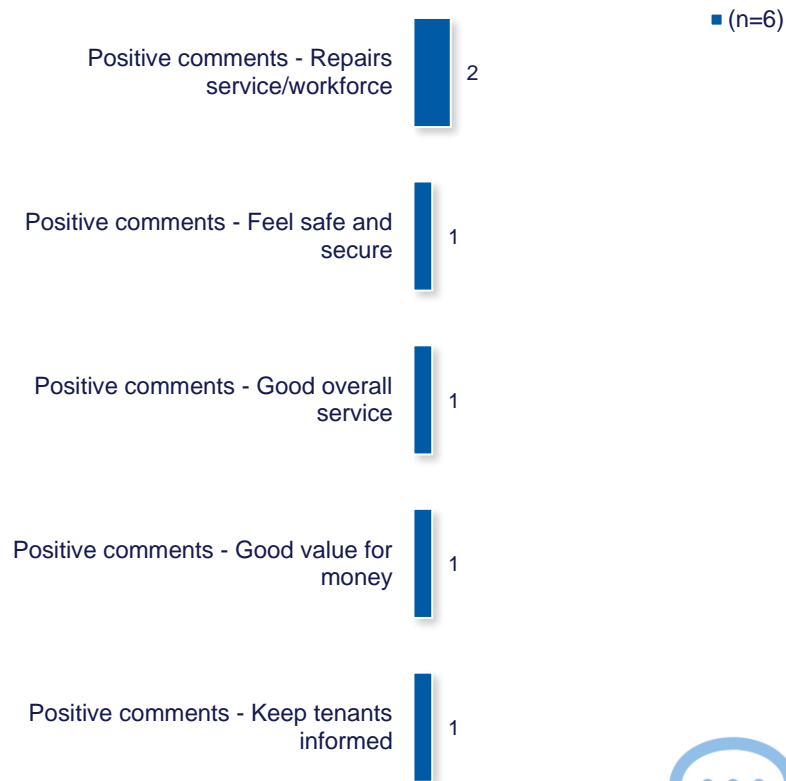 (n=6)
Positive comments - Repairs
service/workforce
2
Positive comments - Feel safe and
secure
1
Positive comments - Good overall
service
1
Positive comments - Good value for
money
1
Positive comments - Keep tenants
informed
1